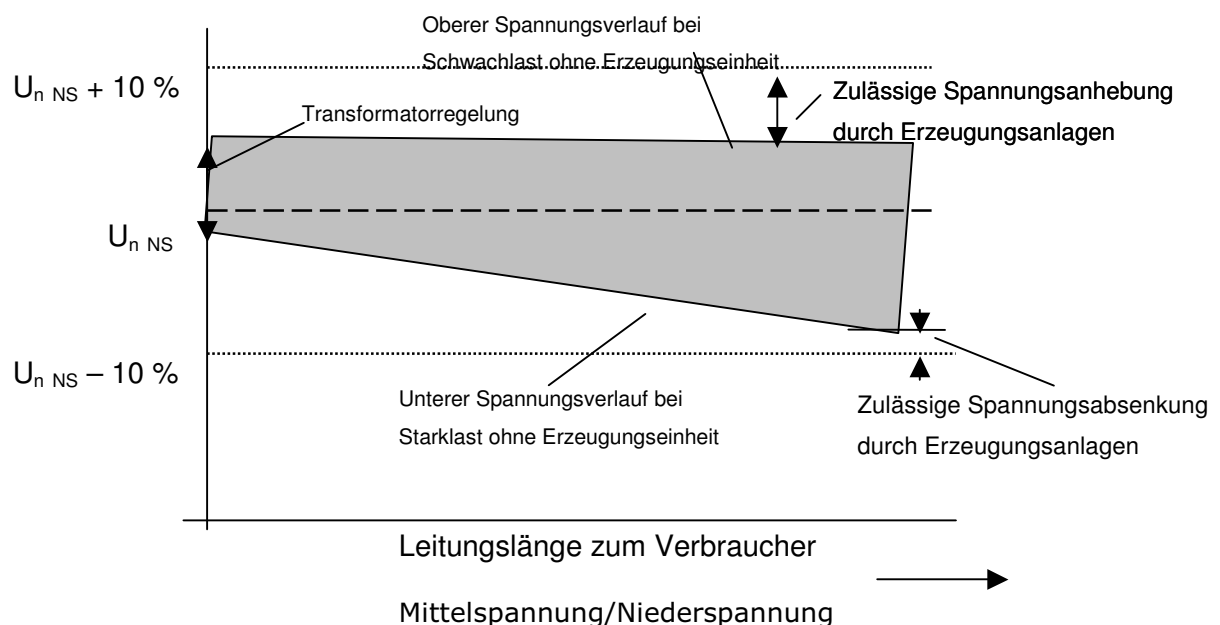 Oberer Spannungsverlauf bei
Schwachlast ohne Erzeugungseinheit
U n NS + 10 %
Zulässige Spannungsanhebung
durch Erzeugungsanlagen
Transformatorregelung
U n NS
U n NS – 10 %
Unterer Spannungsverlauf bei
Starklast ohne Erzeugungseinheit
Zulässige Spannungsabsenkung
durch Erzeugungsanlagen
Leitungslänge zum Verbraucher
Mittelspannung/Niederspannung